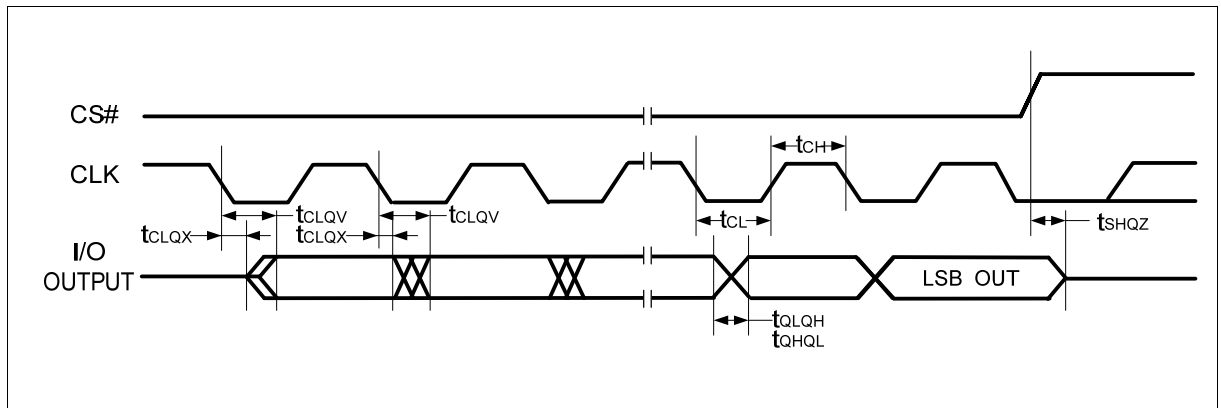 CS#
CLK
tCH
tCLQV
tCLQV
tCL
tCLQX
tCLQX
tSHQZ
I/O
OUTPUT
LSB OUT
tQLQH
tQHQL